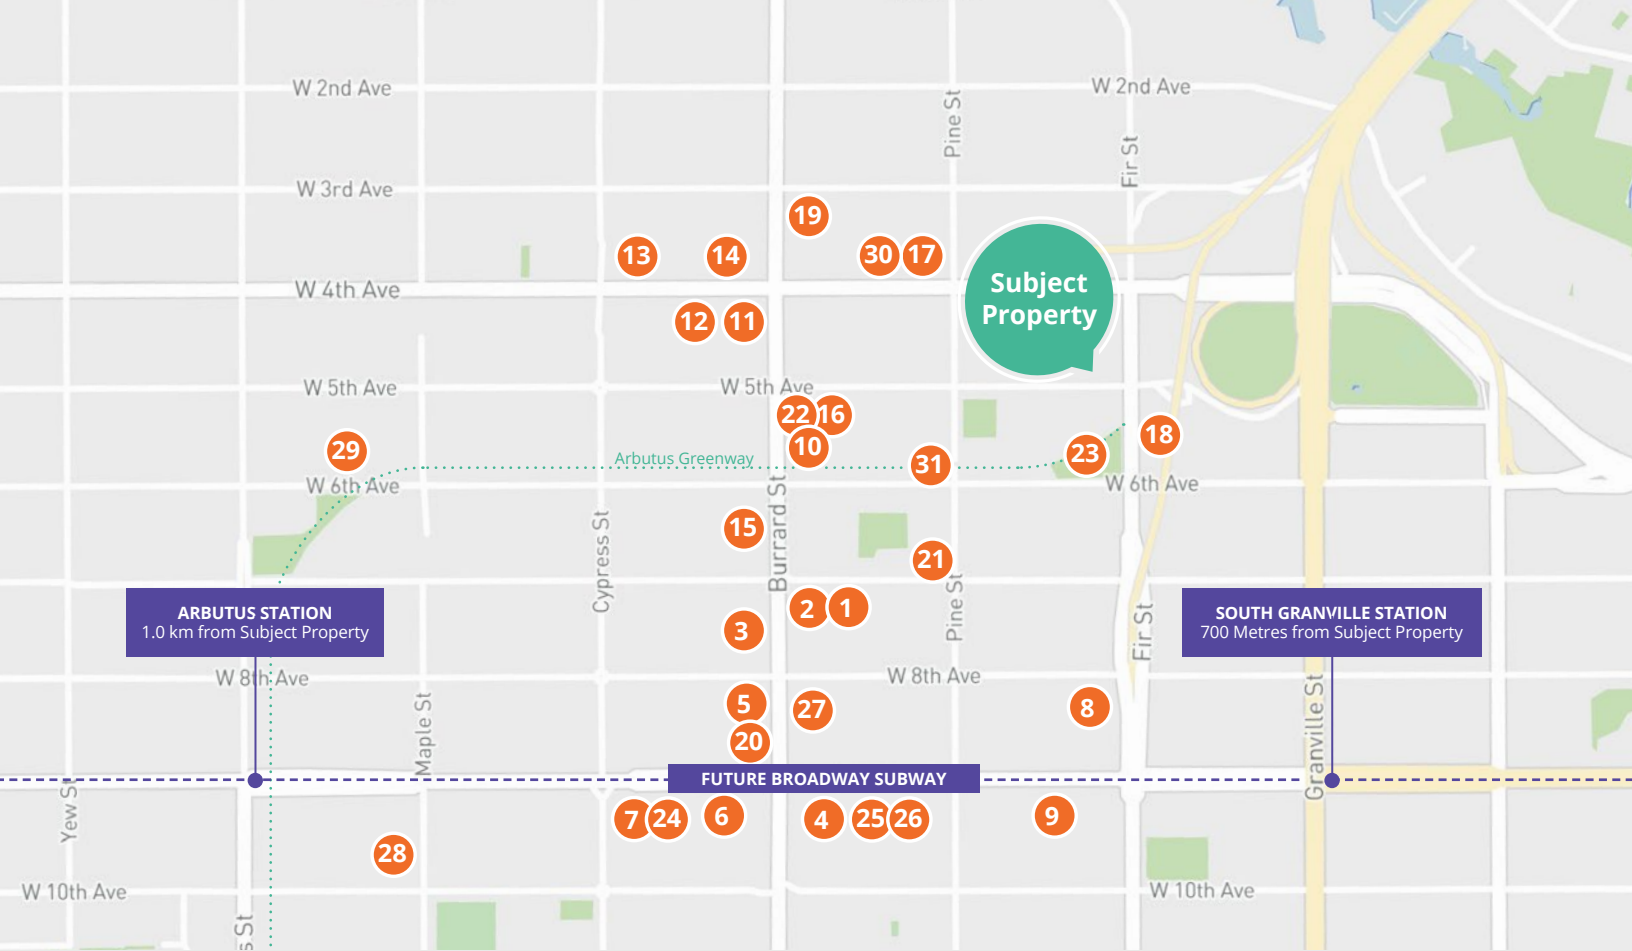 W 2nd Ave
W 2nd Ave
Pine St
Fir St
W 3rd Ave
19
13
14
30
17
Subject
Property
W 4th Ave
12
11
W 5th Ave
W 5th Ave
22
16
10
29
Arbutus Greenway
31
23
18
W 6th Ave
W 6th Ave
15
Burrard St
Cypress St
21
Pine St
Fir St
2
1
3
ARBUTUS STATION
1.0 km from Subject Property
SOUTH GRANVILLE STATION
700 Metres from Subject Property
W 8th Ave
W 8th Ave
Maple St
Granville St
5
27
8
20
FUTURE BROADWAY SUBWAY
Yew St
7
24
6
4
25
26
9
28
W 10th Ave
W 10th Ave
s St